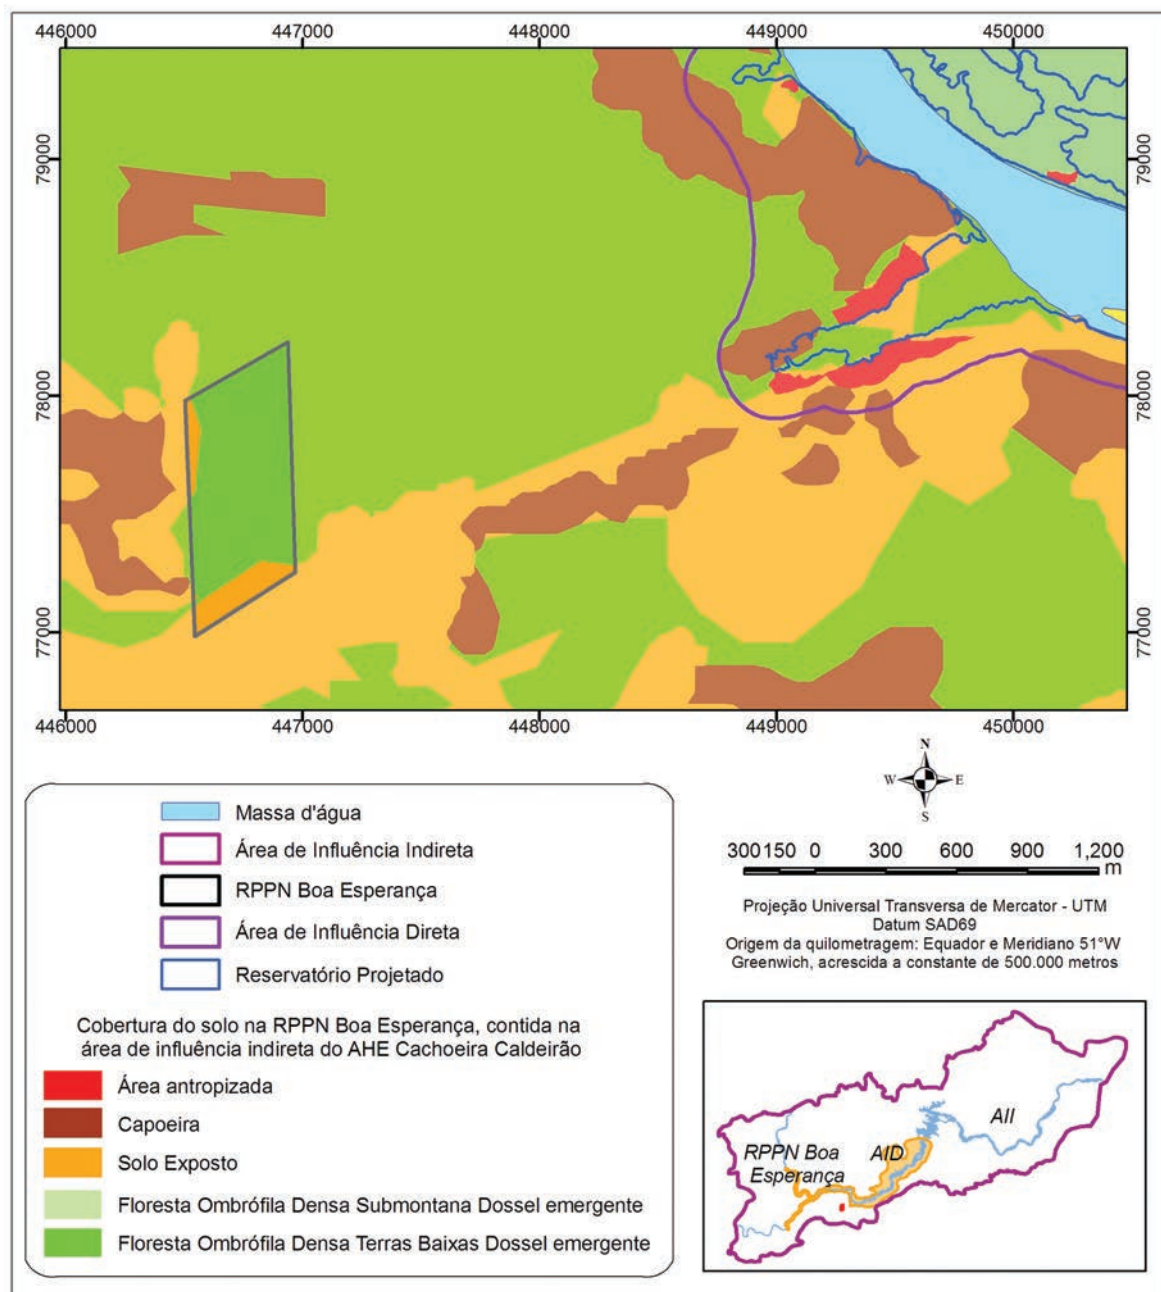 446000 447000 448000 449000 450000
79000 79000
78000 78000
77000 77000
446000 447000 448000 449000 450000
N
W E
S
Massa d'água
Área de Influência Indireta
RPPN Boa Esperança
Área de Influência Direta
Reservatório Projetado
Cobertura do solo na RPPN Boa Esperança, contida na
área de influência indireta do AHE Cachoeira Caldeirão
Área antropizada
Capoeira
Solo Exposto
Floresta Ombrófila Densa Submontana Dossel emergente
Floresta Ombrófila Densa Terras Baixas Dossel emergente
300 150 0 300 600 900 1,200
m
Projeção Universal Transversa de Mercator - UTM
Datum SAD69
Origem da quilometragem: Equador e Meridiano 51°W
Greenwich, acrescida a constante de 500.000 metros
AII
RPPN Boa AID
Esperança